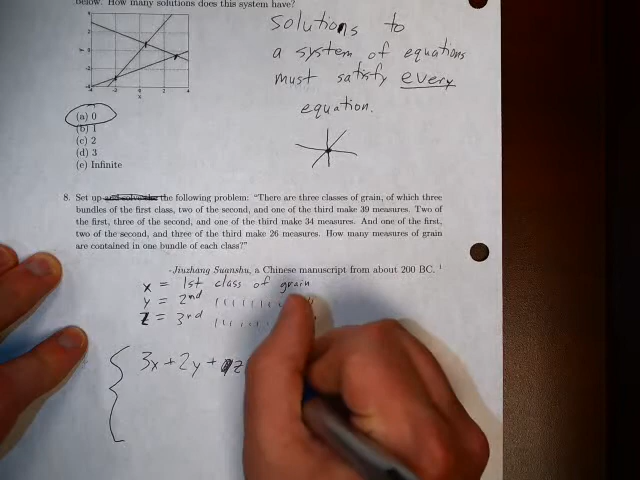 below. How many solutions does this system have?
solutions to
a system of equations
must satisfy every
equation.
(a) 0
(b) 1
(c) 2
(d) 3
(e) Infinite
8. Set up and solve the the following problem: "There are three classes of grain, of which three
bundles of the first class, two of the second, and one of the third make 39 measures. Two of
the first, three of the second, and one of the third make 34 measures. And one of the first,
two of the second, and three of the third make 26 measures. How many measures of grain
are contained in one bundle of each class?"
-Jiuzhang Suanshu, a Chinese manuscript from about 200 BC. 1
x = 1st class of grain
y = 2nd
z = 3rd
3x+2y+z